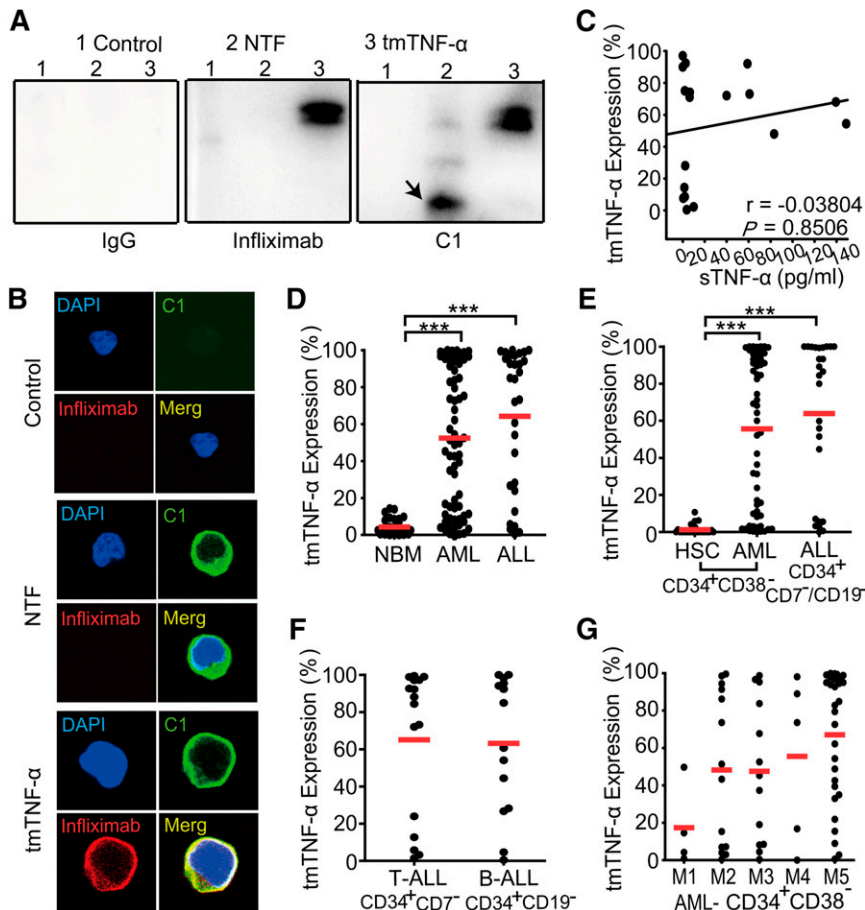 A
1 Control 2 NTF 3 tmTNF-α
1 2 3 1 2 3 1 2 3
IgG Infliximab C1
B
Control
DAPI C1
Infliximab Merg
NTF
DAPI C1
Infliximab Merg
tmTNF-α
DAPI C1
Infliximab Merg
C
tmTNF-α Expression (%)
100
80
60
40
20
0
r = -0.03804
P = 0.8506
0 20 40 60 80 100 120 140
sTNF-α (pg/ml)
D
tmTNF-α Expression (%)
100
80
60
40
20
0
***
***
NBM AML ALL
E
tmTNF-α Expression (%)
100
80
60
40
20
0
***
***
HSC AML ALL
CD34+CD38- CD34+
CD7-/CD19-
F
tmTNF-α Expression (%)
100
80
60
40
20
0
T-ALL B-ALL
CD34+CD7- CD34+CD19-
G
tmTNF-α Expression (%)
100
80
60
40
20
0
M1 M2 M3 M4 M5
AML- CD34+CD38-